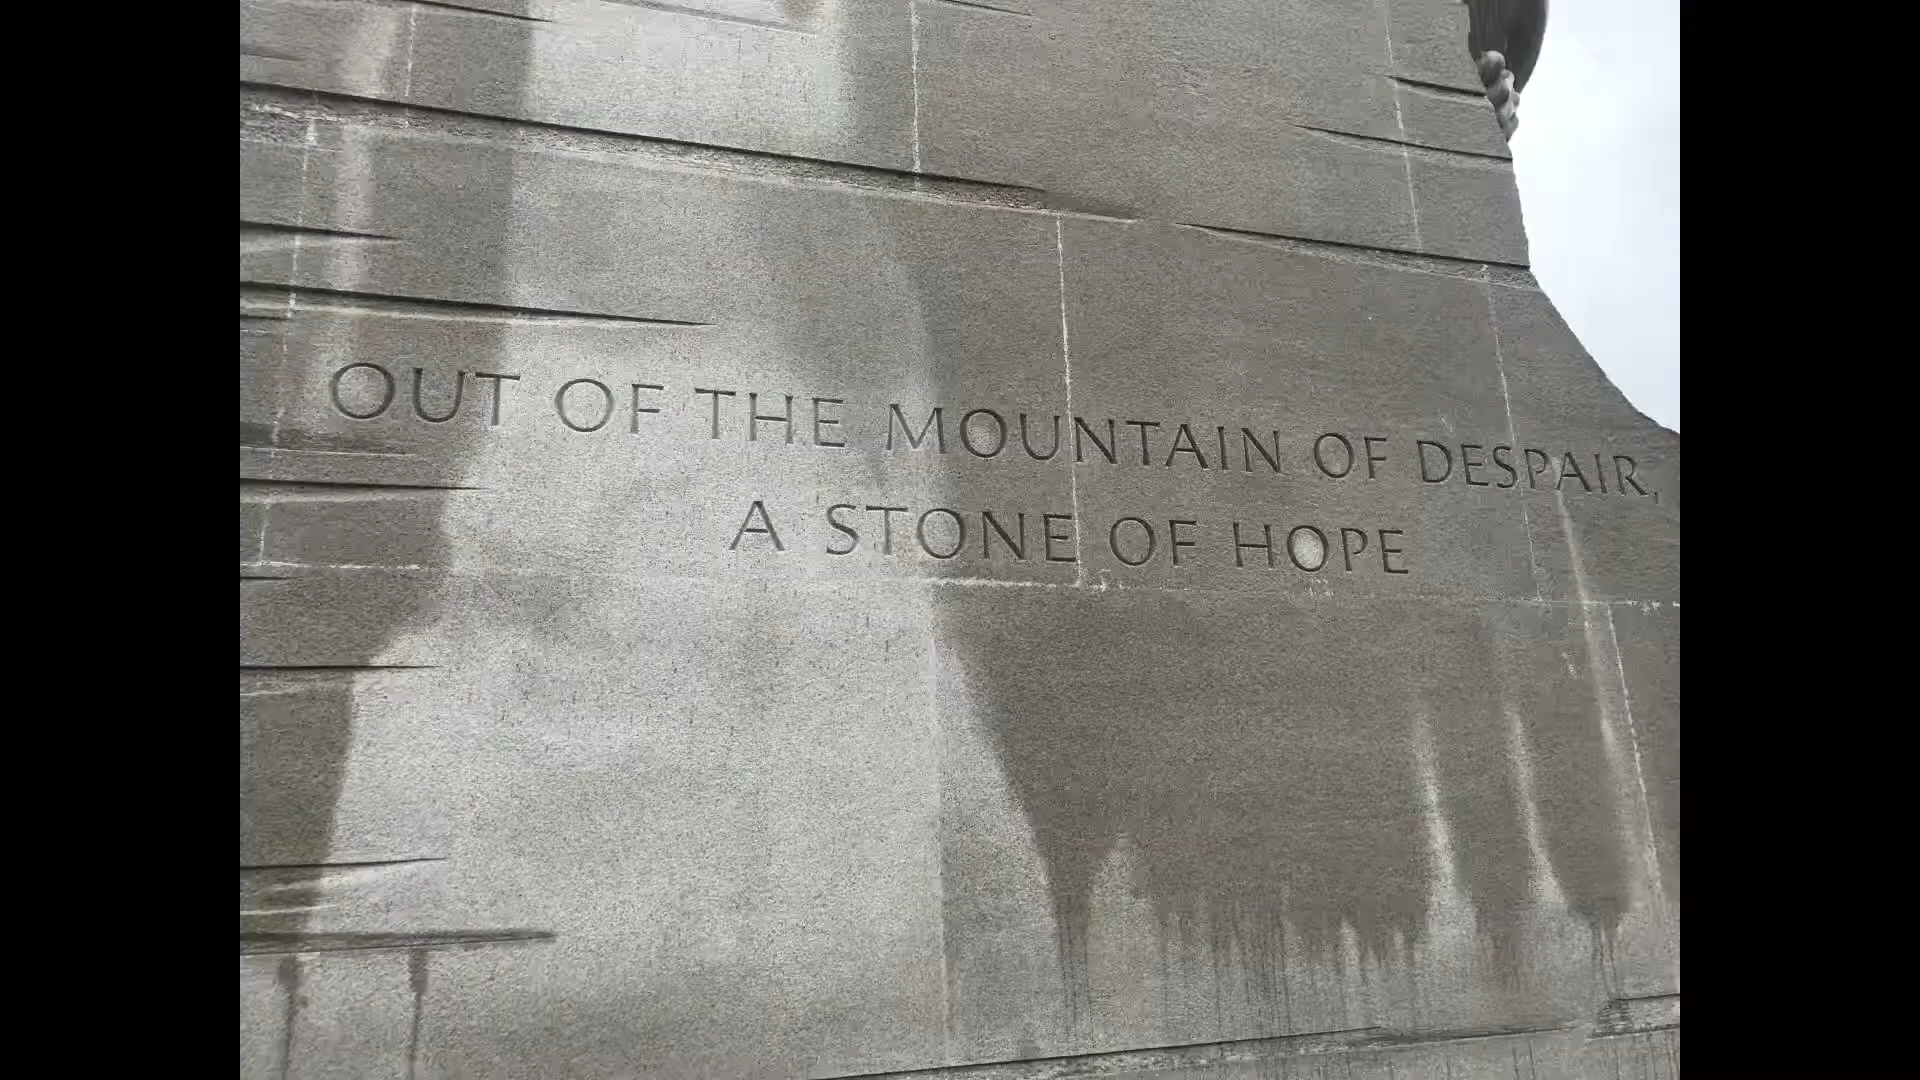 OUT OF THE MOUNTAIN OF DESPAIR,
A STONE OF HOPE